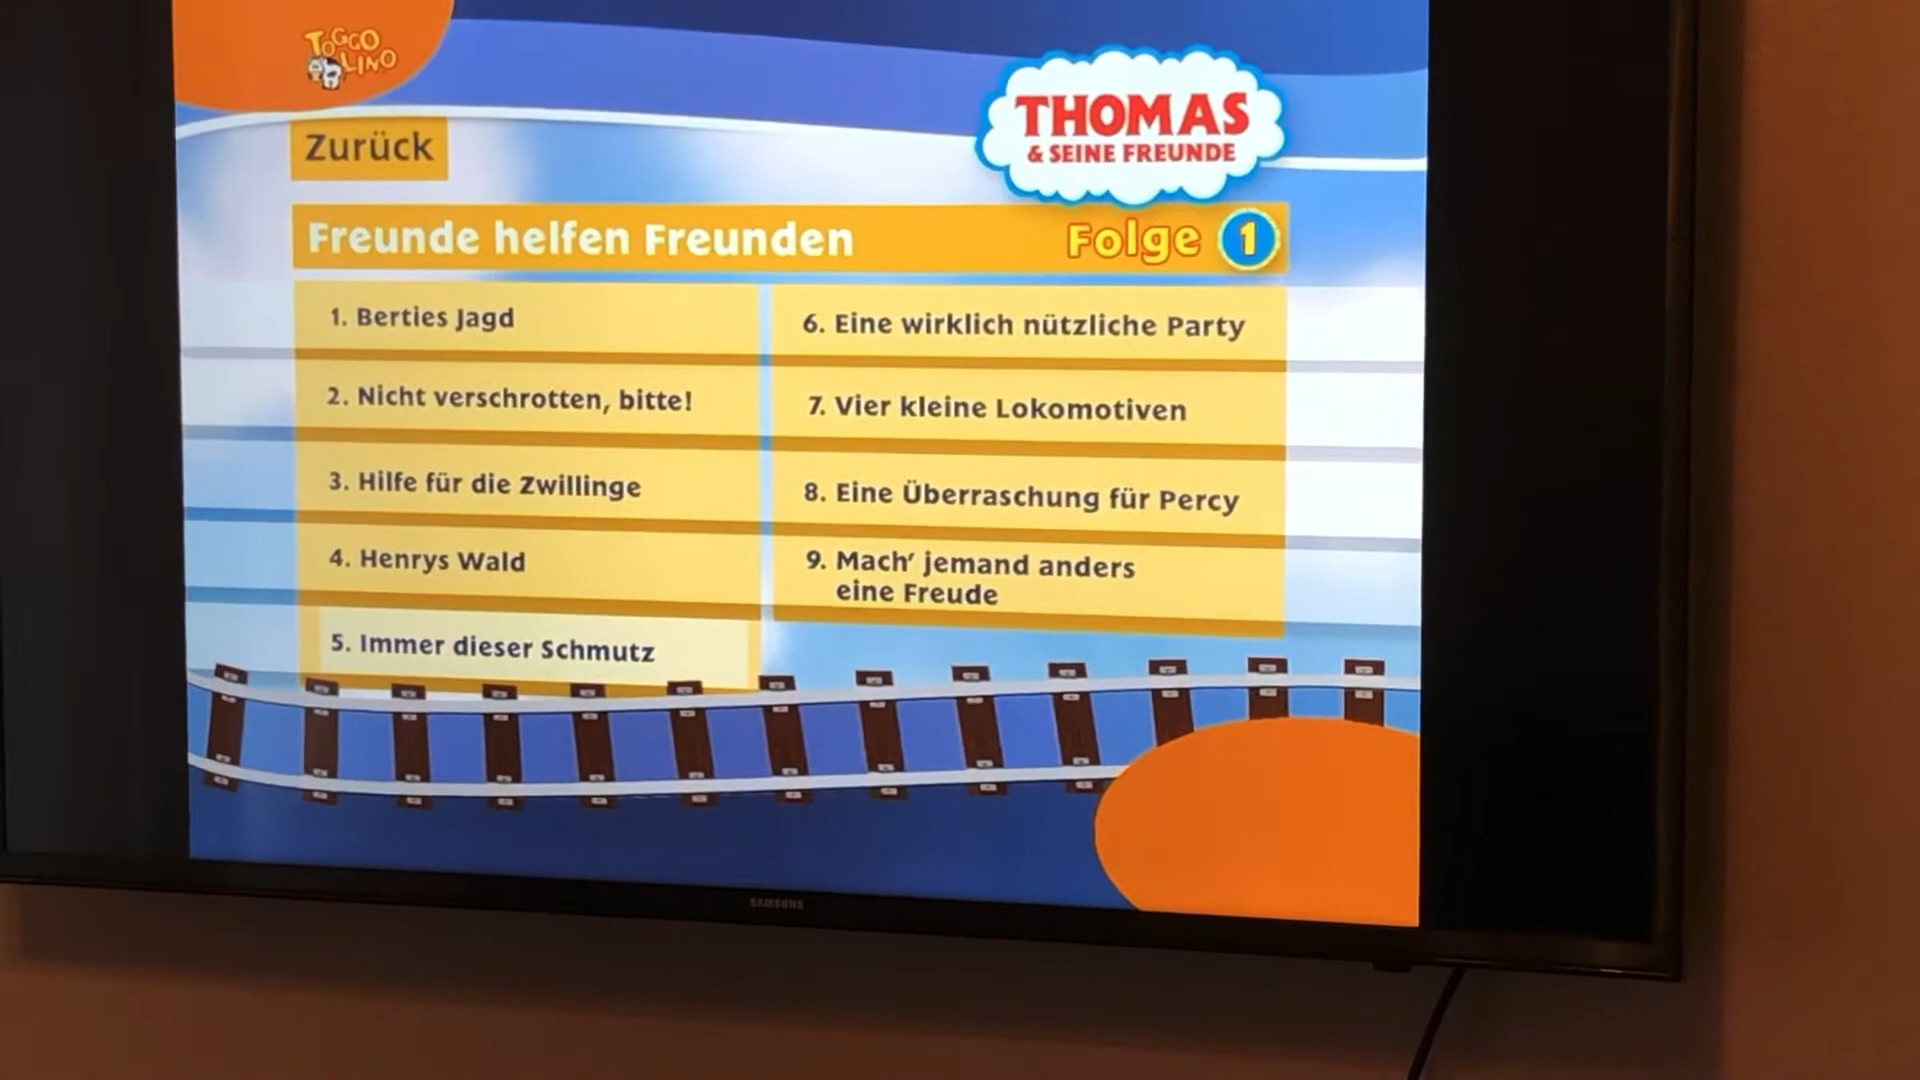 TOGGO
LINO
THOMAS
& SEINE FREUNDE
Zurück
Freunde helfen Freunden
Folge 1
1. Berties Jagd
2. Nicht verschrotten, bitte!
3. Hilfe für die Zwillinge
4. Henrys Wald
5. Immer dieser Schmutz
6. Eine wirklich nützliche Party
7. Vier kleine Lokomotiven
8. Eine Überraschung für Percy
9. Mach' jemand anders
eine Freude
SAMSUNG